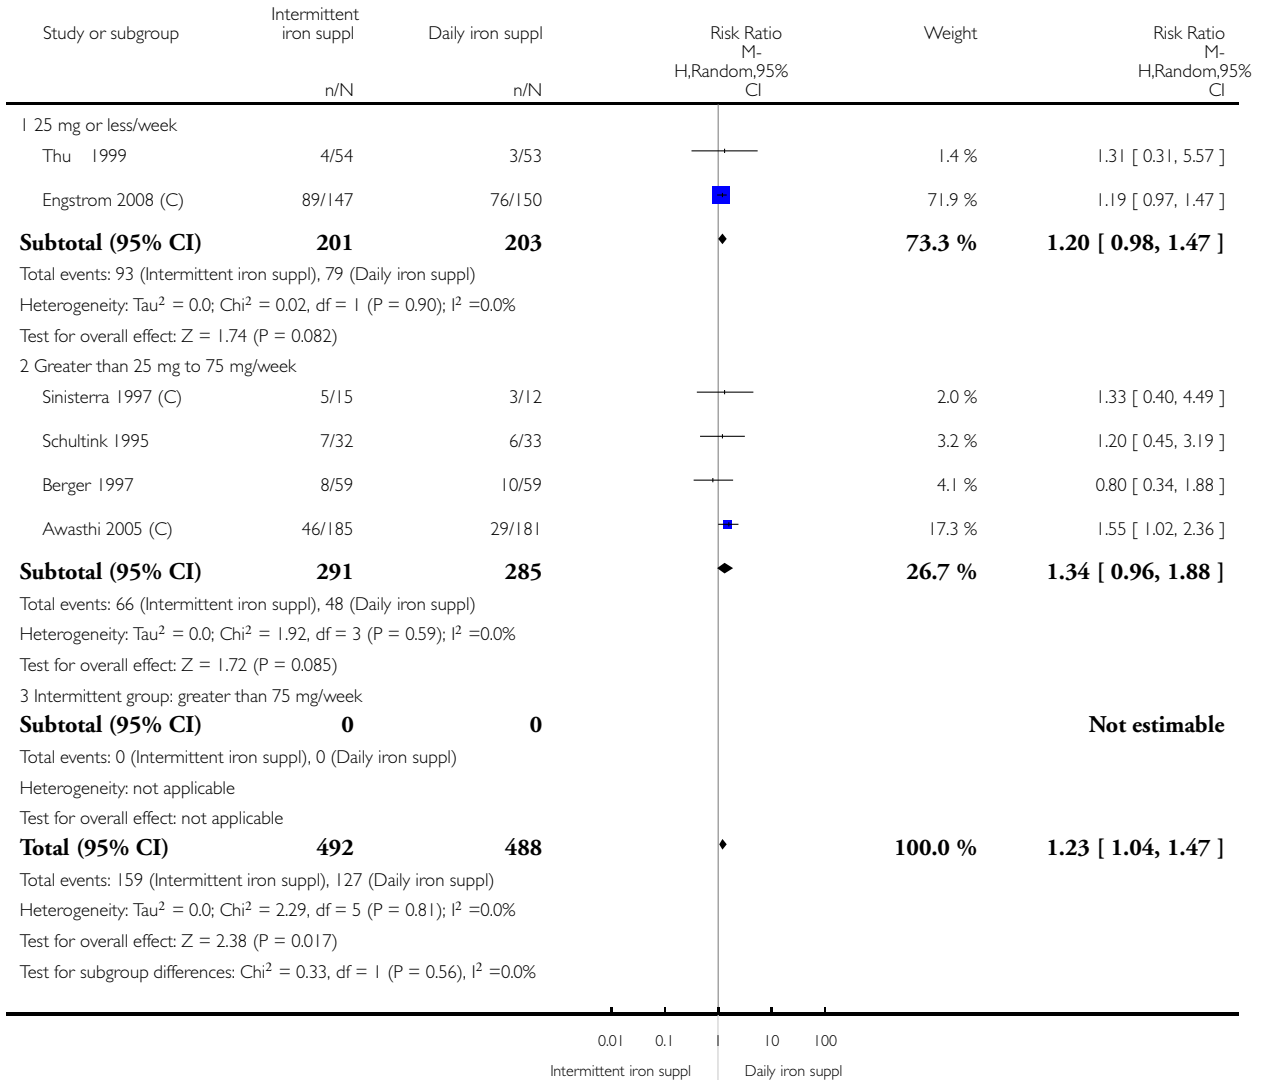 Intermittent
Study or subgroup iron suppl Daily iron suppl Risk Ratio Weight Risk Ratio
M- M-
H,Random,95% H,Random,95%
n/N n/N CI CI
1 25 mg or less/week
Thu 1999 4/54 3/53 1.4 % 1.31 [ 0.31, 5.57 ]
Engstrom 2008 (C) 89/147 76/150 71.9 % 1.19 [ 0.97, 1.47 ]
Subtotal (95% CI) 201 203 73.3 % 1.20 [ 0.98, 1.47 ]
Total events: 93 (Intermittent iron suppl), 79 (Daily iron suppl)
Heterogeneity: Tau² = 0.0; Chi² = 0.02, df = 1 (P = 0.90); I² =0.0%
Test for overall effect: Z = 1.74 (P = 0.082)
2 Greater than 25 mg to 75 mg/week
Sinisterra 1997 (C) 5/15 3/12 2.0 % 1.33 [ 0.40, 4.49 ]
Schultink 1995 7/32 6/33 3.2 % 1.20 [ 0.45, 3.19 ]
Berger 1997 8/59 10/59 4.1 % 0.80 [ 0.34, 1.88 ]
Awasthi 2005 (C) 46/185 29/181 17.3 % 1.55 [ 1.02, 2.36 ]
Subtotal (95% CI) 291 285 26.7 % 1.34 [ 0.96, 1.88 ]
Total events: 66 (Intermittent iron suppl), 48 (Daily iron suppl)
Heterogeneity: Tau² = 0.0; Chi² = 1.92, df = 3 (P = 0.59); I² =0.0%
Test for overall effect: Z = 1.72 (P = 0.085)
3 Intermittent group: greater than 75 mg/week
Subtotal (95% CI) 0 0 Not estimable
Total events: 0 (Intermittent iron suppl), 0 (Daily iron suppl)
Heterogeneity: not applicable
Test for overall effect: not applicable
Total (95% CI) 492 488 100.0 % 1.23 [ 1.04, 1.47 ]
Total events: 159 (Intermittent iron suppl), 127 (Daily iron suppl)
Heterogeneity: Tau² = 0.0; Chi² = 2.29, df = 5 (P = 0.81); I² =0.0%
Test for overall effect: Z = 2.38 (P = 0.017)
Test for subgroup differences: Chi² = 0.33, df = 1 (P = 0.56), I² =0.0%
0.01 0.1 1 10 100
Intermittent iron suppl Daily iron suppl